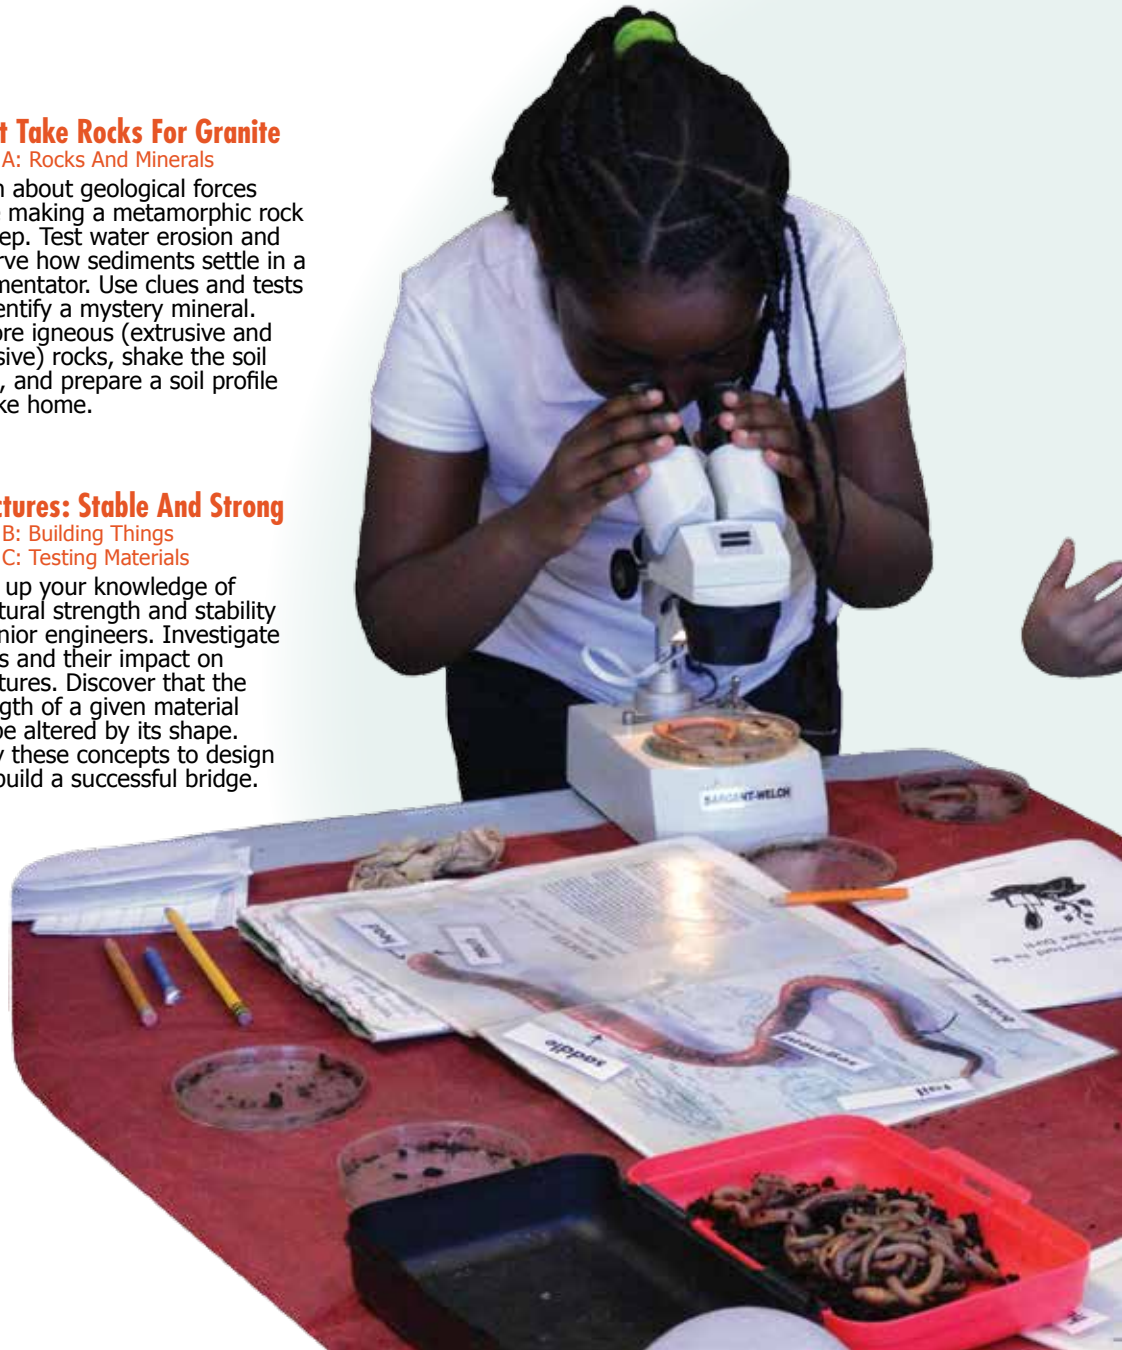 t Take Rocks For Granite
A: Rocks And Minerals
n about geological forces
making a metamorphic rock
ep. Test water erosion and
rve how sediments settle in a
mentator. Use clues and tests
entify a mystery mineral.
ore igneous (extrusive and
sive) rocks, shake the soil
, and prepare a soil profile
ke home.
ctures: Stable And Strong
B: Building Things
C: Testing Materials
up your knowledge of
tural strength and stability
nior engineers. Investigate
s and their impact on
tures. Discover that the
gth of a given material
be altered by its shape.
y these concepts to design
build a successful bridge.
SARGENT-WELCH
head
saddle
segment
tail